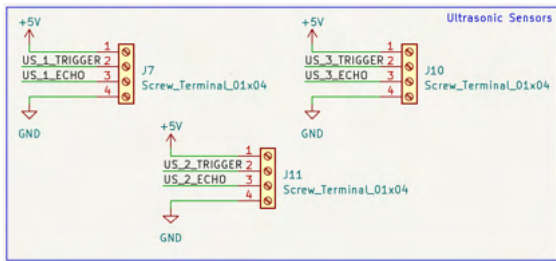 Ultrasonic Sensors
+5V
1
US_1_TRIGGER 2
US_1_ECHO 3
4
J7
Screw_Terminal_01x04
GND
+5V
1
US_3_TRIGGER 2
US_3_ECHO 3
4
J10
Screw_Terminal_01x04
GND
+5V
1
US_2_TRIGGER 2
US_2_ECHO 3
4
J11
Screw_Terminal_01x04
GND